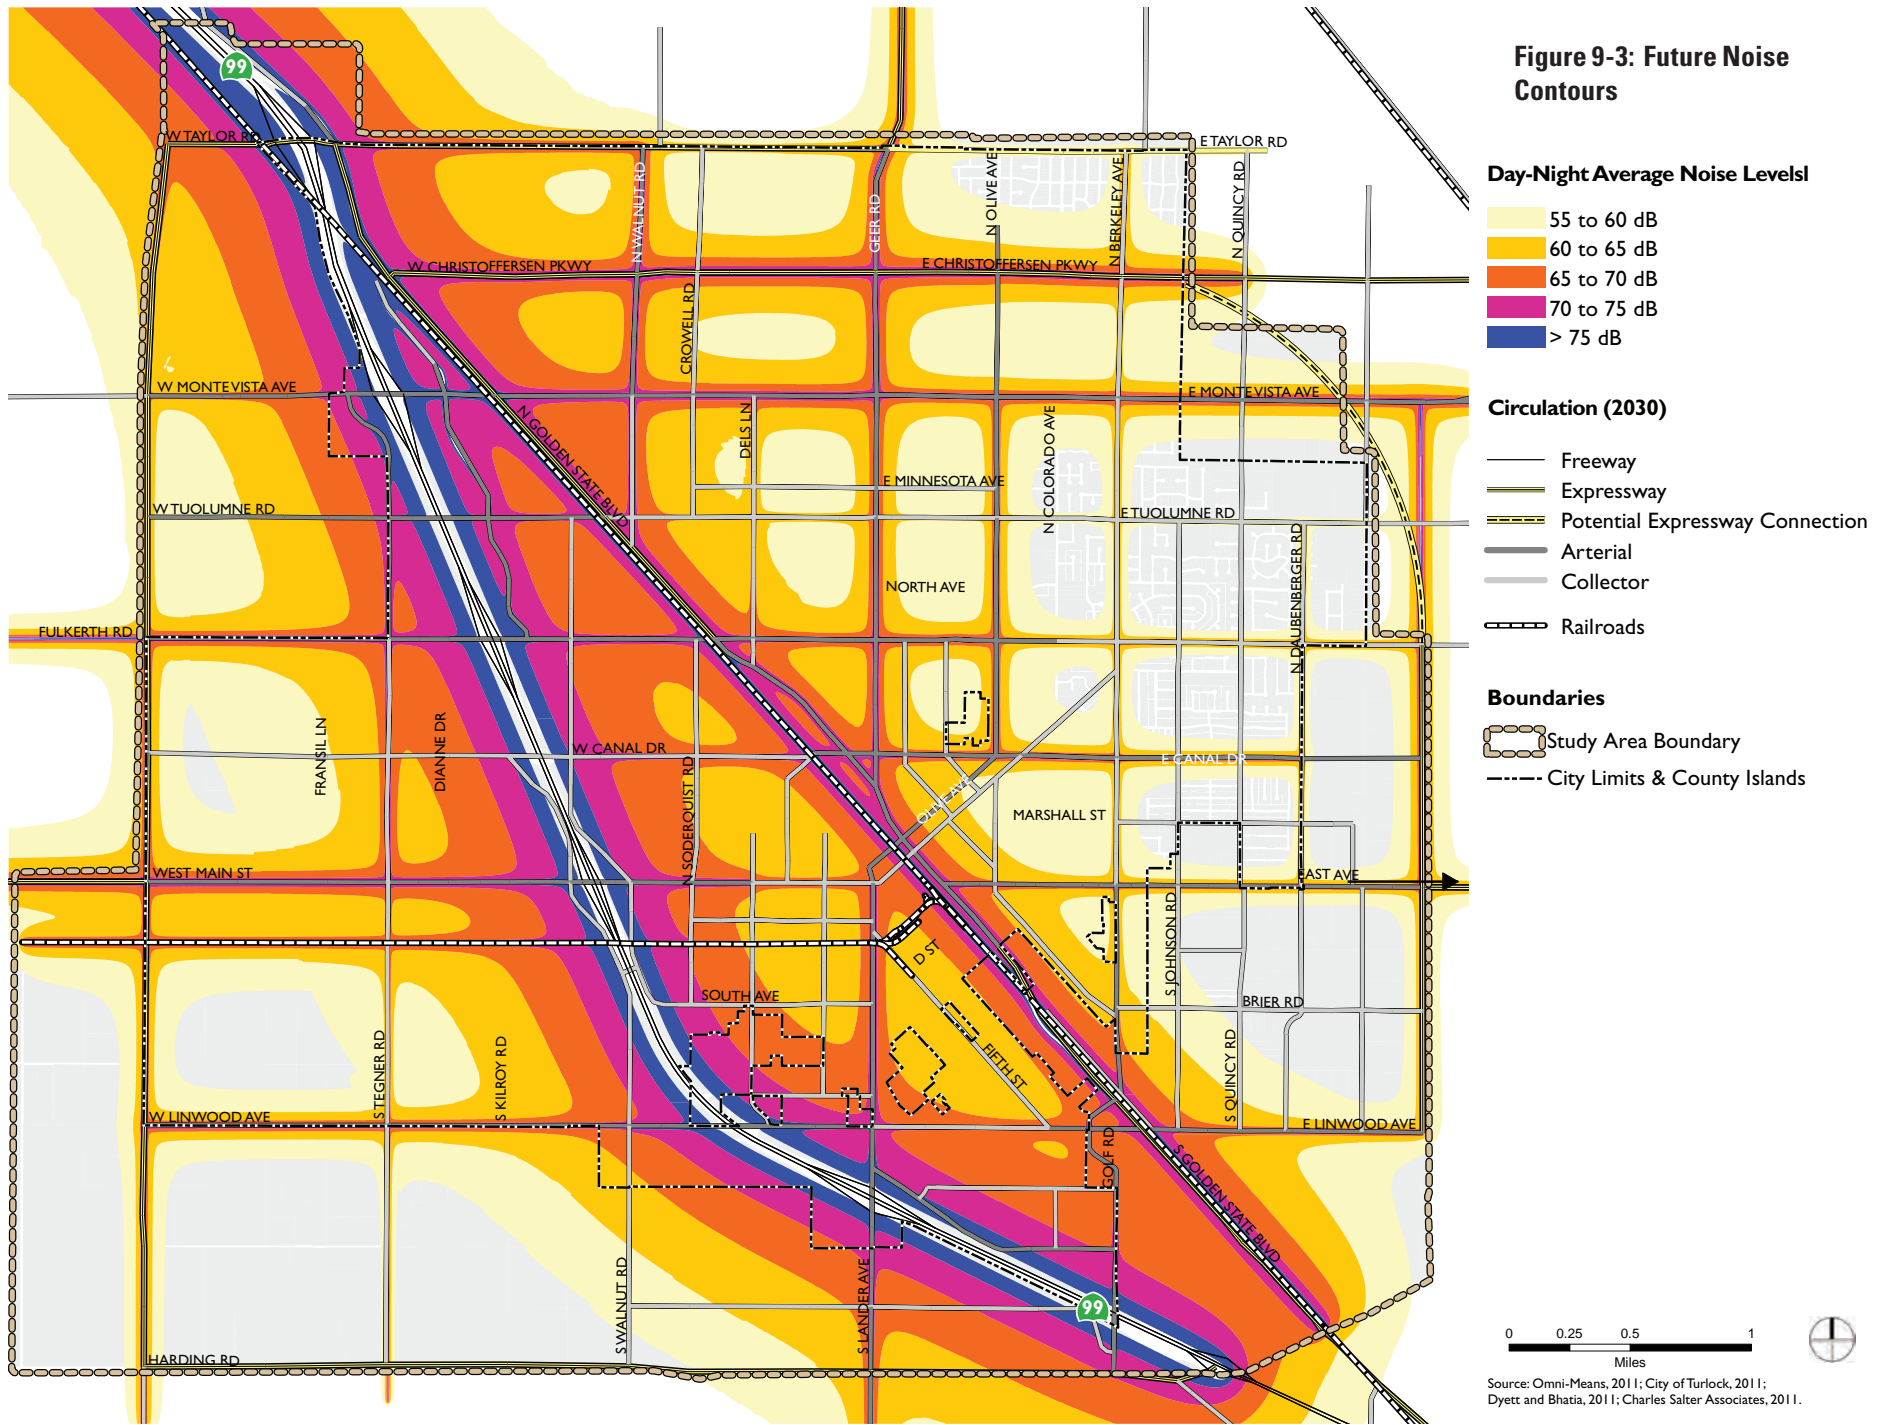 Figure 9-3: Future Noise
Contours
Day-Night Average Noise Levelsl
55 to 60 dB
60 to 65 dB
65 to 70 dB
70 to 75 dB
> 75 dB
Circulation (2030)
Freeway
Expressway
Potential Expressway Connection
Arterial
Collector
Railroads
Boundaries
Study Area Boundary
City Limits & County Islands
0 0.25 0.5 1
Miles
Source: Omni-Means, 2011; City of Turlock, 2011;
Dyett and Bhatia, 2011; Charles Salter Associates, 2011.
99
W TAYLOR RD
E TAYLOR RD
N WALNUT RD
GEER RD
N OLIVE AVE
N BERKELEY AVE
N QUINCY RD
W CHRISTOFFERSEN PKWY
E CHRISTOFFERSEN PKWY
CROWELL RD
W MONTE VISTA AVE
E MONTE VISTA AVE
N GOLDEN STATE BLVD
DELS LN
N COLORADO AVE
E MINNESOTA AVE
W TUOLUMNE RD
E TUOLUMNE RD
N DAUBENBERGER RD
NORTH AVE
FULKERTH RD
FRANSIL LN
DIANNE DR
W CANAL DR
E CANAL DR
N SODERQUIST RD
OLIVE AVE
MARSHALL ST
WEST MAIN ST
EAST AVE
D ST
S JOHNSON RD
SOUTH AVE
BRIER RD
S TEGNER RD
S KILROY RD
FIFTH ST
S QUINCY RD
W LINWOOD AVE
E LINWOOD AVE
GOLF RD
S GOLDEN STATE BLVD
S WALNUT RD
S LANDER AVE
99
HARDING RD